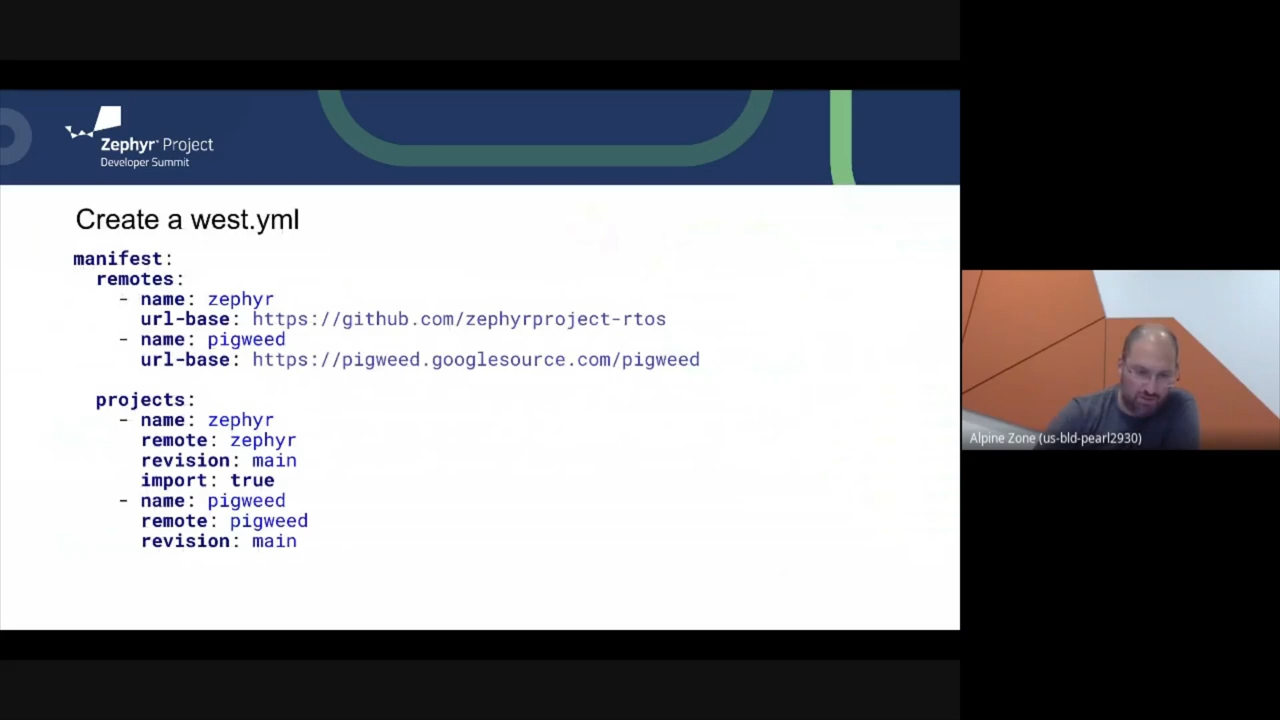 Zephyr® Project
Developer Summit
Create a west.yml
manifest:
remotes:
- name: zephyr
url-base: https://github.com/zephyrproject-rtos
- name: pigweed
url-base: https://pigweed.googlesource.com/pigweed
projects:
- name: zephyr
remote: zephyr
revision: main
import: true
- name: pigweed
remote: pigweed
revision: main
Alpine Zone (us-bld-pearl2930)